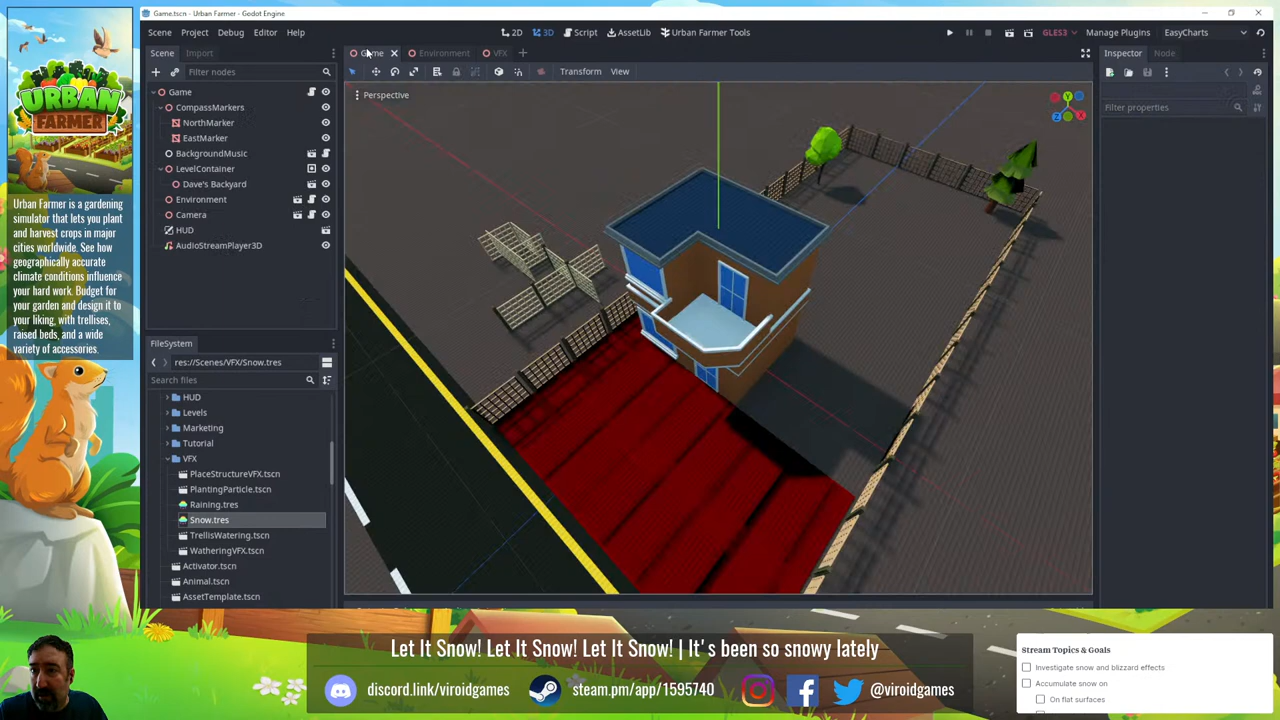 Game.tscn - Urban Farmer - Godot Engine
Scene Project Debug Editor Help
2D 3D Script AssetLib Urban Farmer Tools
GLES3 Manage Plugins EasyCharts
Scene Import
Game Environment VFX
Inspector Node
Filter nodes
Transform View
Perspective
Y
X
Z
Filter properties
Game
CompassMarkers
NorthMarker
EastMarker
BackgroundMusic
LevelContainer
Dave's Backyard
Environment
Camera
HUD
AudioStreamPlayer3D
FileSystem
res://Scenes/VFX/Snow.tres
Search files
HUD
Levels
Marketing
Tutorial
VFX
PlaceStructureVFX.tscn
PlantingParticle.tscn
Raining.tres
Snow.tres
TrellisWatering.tscn
WatheringVFX.tscn
Activator.tscn
Animal.tscn
AssetTemplate.tscn
URBAN
FARMER
Urban Farmer is a gardening
simulator that lets you plant
and harvest crops in major
cities worldwide. See how
geographically accurate
climate conditions influence
your hard work. Budget for
your garden and design it to
your liking, with trellises,
raised beds, and a wide
variety of accessories.
Let It Snow! Let It Snow! Let It Snow! | It's been so snowy lately
discord.link/viroidgames steam.pm/app/1595740 @viroidgames
Stream Topics & Goals
Investigate snow and blizzard effects
Accumulate snow on
On flat surfaces